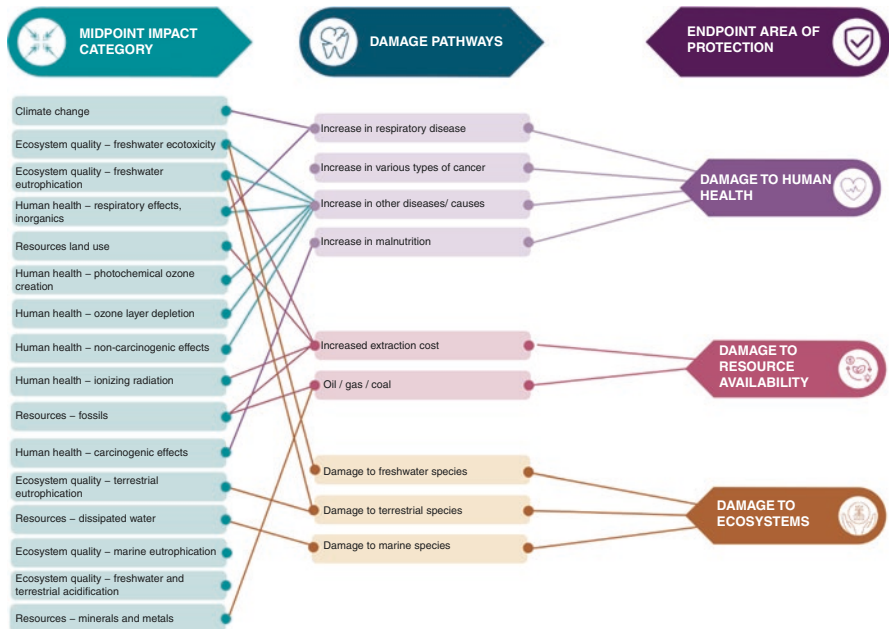 MIDPOINT IMPACT
CATEGORY
DAMAGE PATHWAYS
ENDPOINT AREA OF
PROTECTION
Climate change
Ecosystem quality – freshwater ecotoxicity
Ecosystem quality – freshwater
eutrophication
Human health – respiratory effects,
inorganics
Resources land use
Human health – photochemical ozone
creation
Human health – ozone layer depletion
Human health – non-carcinogenic effects
Human health – ionizing radiation
Resources – fossils
Human health – carcinogenic effects
Ecosystem quality – terrestrial
eutrophication
Resources – dissipated water
Ecosystem quality – marine eutrophication
Ecosystem quality – freshwater and
terrestrial acidification
Resources – minerals and metals
Increase in respiratory disease
Increase in various types of cancer
Increase in other diseases/ causes
Increase in malnutrition
Increased extraction cost
Oil / gas / coal
Damage to freshwater species
Damage to terrestrial species
Damage to marine species
DAMAGE TO HUMAN
HEALTH
DAMAGE TO
RESOURCE
AVAILABILITY
DAMAGE TO
ECOSYSTEMS